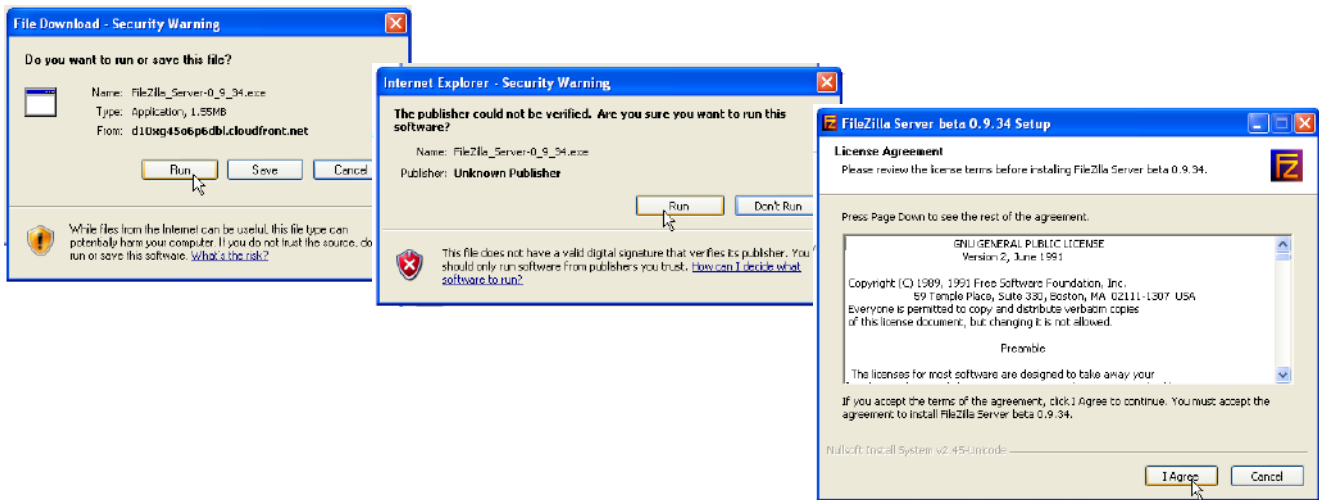 File Download - Security Warning
Do you want to run or save this file?
Name: FileZilla_Server-0_9_34.exe
Type: Application, 1.55MB
From: d10xg45o6p6dbl.cloudfront.net
Run
Save
Cancel
While files from the Internet can be useful, this file type can
potentially harm your computer. If you do not trust the source, do
run or save this software. What's the risk?
Internet Explorer - Security Warning
The publisher could not be verified. Are you sure you want to run this
software?
Name: FileZilla_Server-0_9_34.exe
Publisher: Unknown Publisher
Run
Don't Run
This file does not have a valid digital signature that verifies its publisher. You
should only run software from publishers you trust. How can I decide what
software to run?
FileZilla Server beta 0.9.34 Setup
License Agreement
Please review the license terms before installing FileZilla Server beta 0.9.34.
Press Page Down to see the rest of the agreement.
GNU GENERAL PUBLIC LICENSE
Version 2, June 1991
Copyright (C) 1989, 1991 Free Software Foundation, Inc.
59 Temple Place, Suite 330, Boston, MA 02111-1307 USA
Everyone is permitted to copy and distribute verbatim copies
of this license document, but changing it is not allowed.
Preamble
The licenses for most software are designed to take away your
If you accept the terms of the agreement, click I Agree to continue. You must accept the
agreement to install FileZilla Server beta 0.9.34.
Nullsoft Install System v2.45-Unicode
I Agree
Cancel